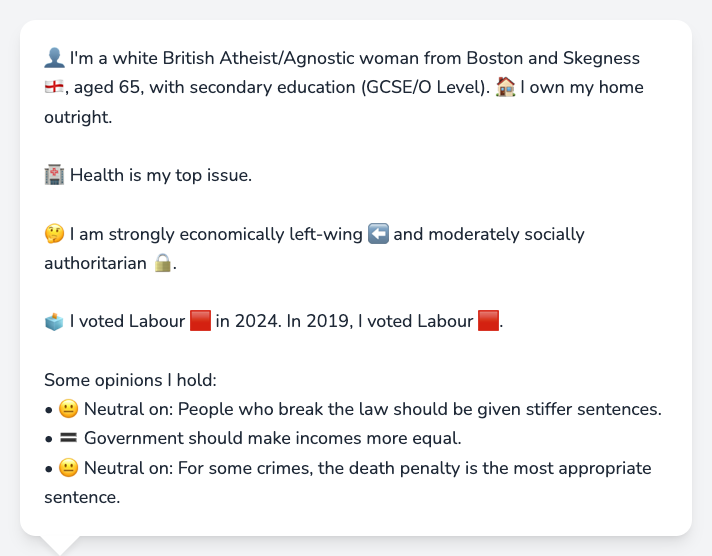 👤 I'm a white British Atheist/Agnostic woman from Boston and Skegness
🏴󠁧󠁢󠁥󠁮󠁧󠁿, aged 65, with secondary education (GCSE/O Level). 🏠 I own my home
outright.
🏥 Health is my top issue.
🤔 I am strongly economically left-wing ⬅️ and moderately socially
authoritarian 🔒.
🗳️ I voted Labour 🟥 in 2024. In 2019, I voted Labour 🟥.
Some opinions I hold:
• 😐 Neutral on: People who break the law should be given stiffer sentences.
• 🟰 Government should make incomes more equal.
• 😐 Neutral on: For some crimes, the death penalty is the most appropriate
sentence.